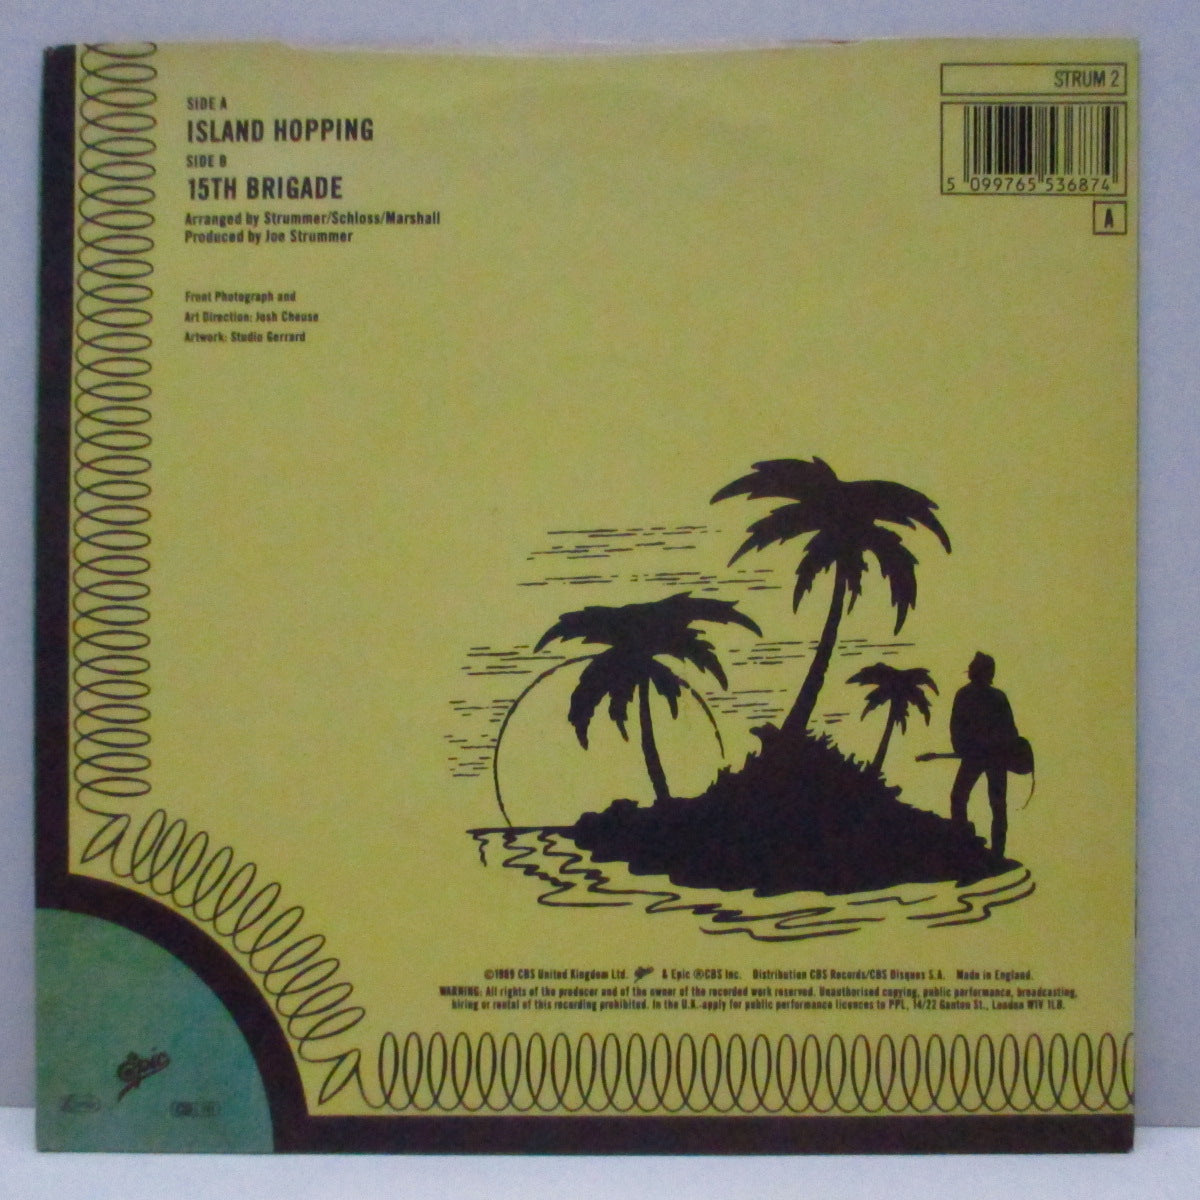 SIDE A
ISLAND HOPPING
SIDE B
15TH BRIGADE
Arranged by Strummer/Schloss/Marshall
Produced by Joe Strummer
Front Photograph and
Art Direction: Josh Cheuse
Artwork: Studio Gerrard
STRUM 2
5 099765 536874
A
©1989 CBS United Kingdom Ltd. Epic & Epic ®CBS Inc. Distribution CBS Records/CBS Disques S.A. Made in England.
WARNING: All rights of the producer and of the owner of the recorded work reserved. Unauthorised copying, public performance, broadcasting,
hiring or rental of this recording prohibited. In the U.K. apply for public performance licences to PPL, 14/22 Ganton St., London W1V 1LB.
Epic